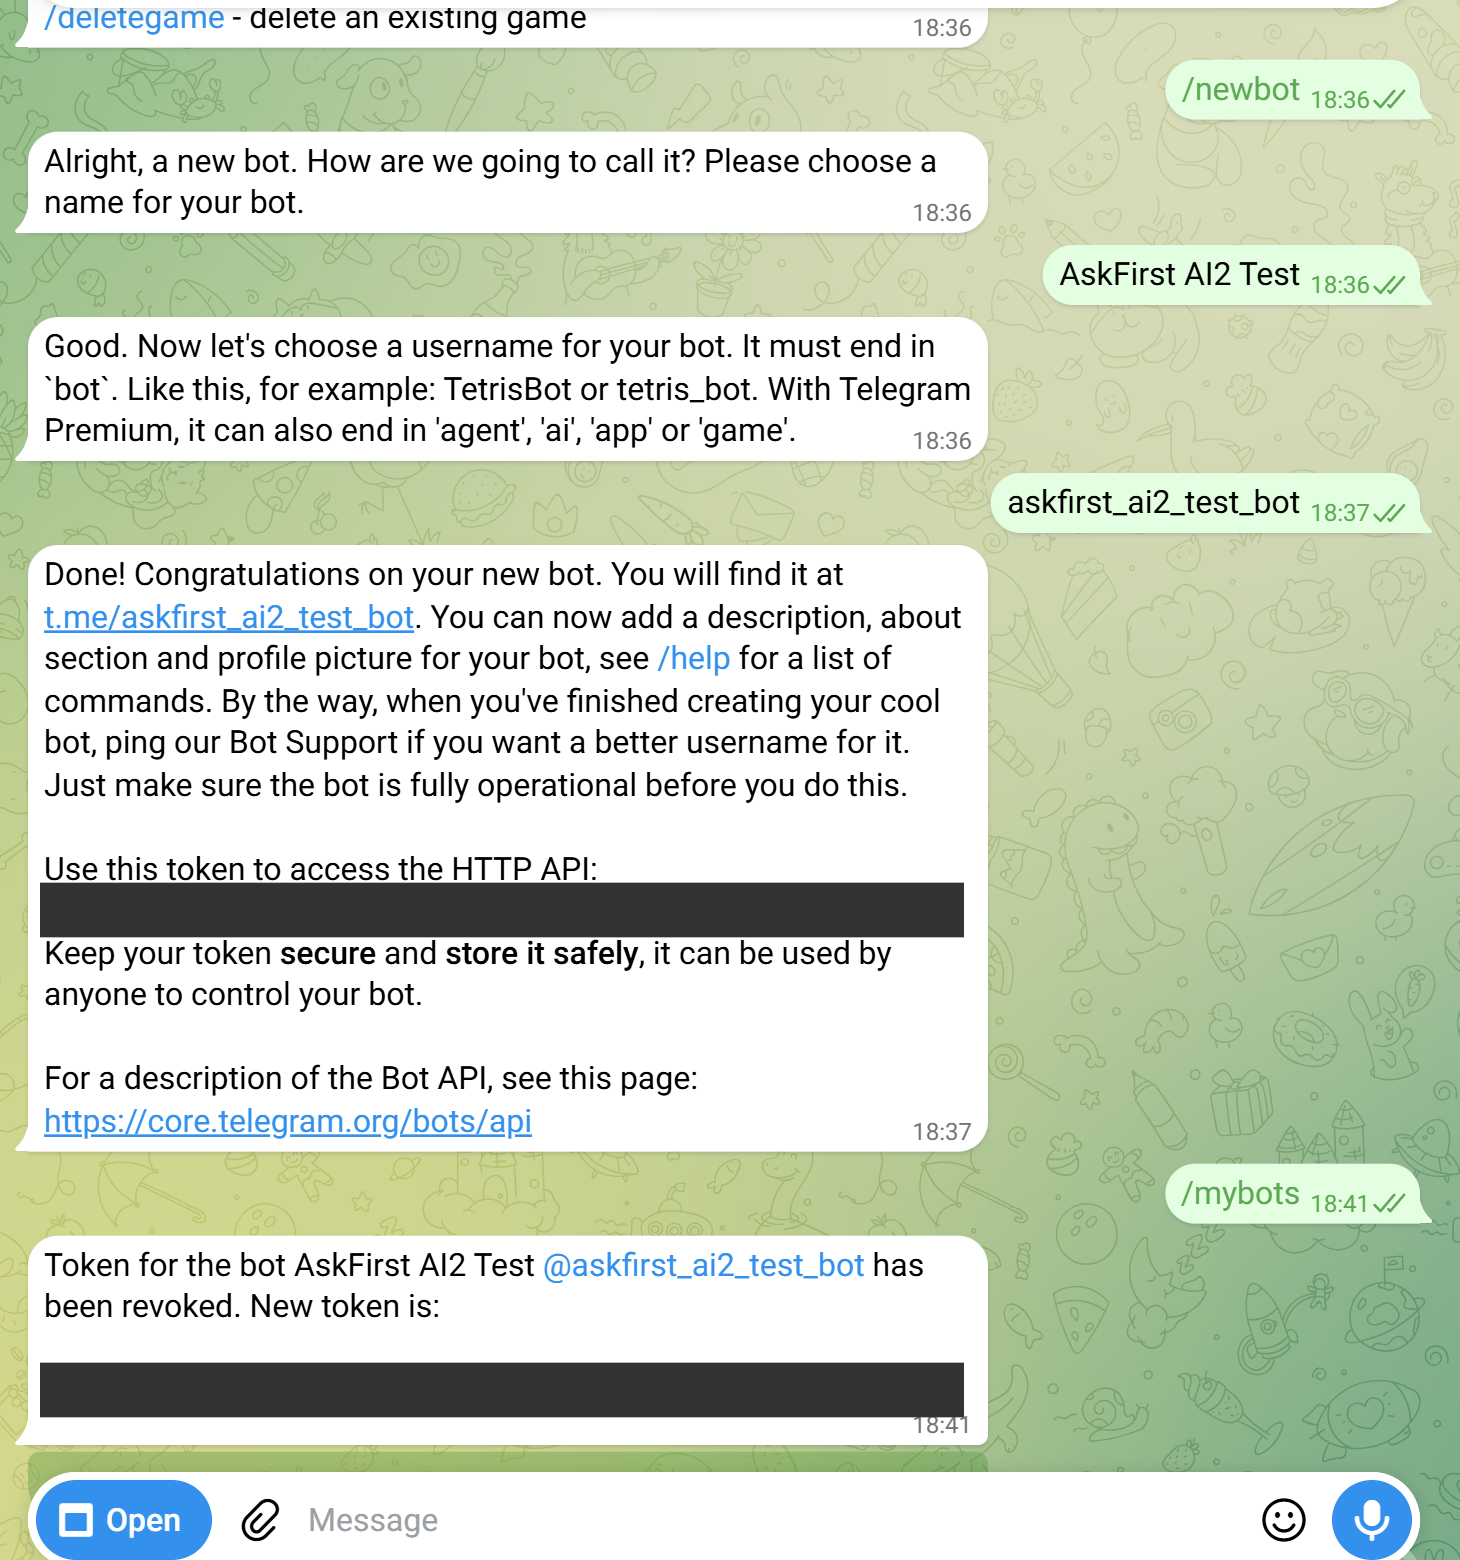 /deletegame - delete an existing game
18:36
/newbot 18:36
Alright, a new bot. How are we going to call it? Please choose a
name for your bot.
18:36
AskFirst AI2 Test 18:36
Good. Now let's choose a username for your bot. It must end in
`bot`. Like this, for example: TetrisBot or tetris_bot. With Telegram
Premium, it can also end in 'agent', 'ai', 'app' or 'game'.
18:36
askfirst_ai2_test_bot 18:37
Done! Congratulations on your new bot. You will find it at
t.me/askfirst_ai2_test_bot. You can now add a description, about
section and profile picture for your bot, see /help for a list of
commands. By the way, when you've finished creating your cool
bot, ping our Bot Support if you want a better username for it.
Just make sure the bot is fully operational before you do this.
Use this token to access the HTTP API:
Keep your token secure and store it safely, it can be used by
anyone to control your bot.
For a description of the Bot API, see this page:
https://core.telegram.org/bots/api
18:37
/mybots 18:41
Token for the bot AskFirst AI2 Test @askfirst_ai2_test_bot has
been revoked. New token is:
18:41
Open
Message